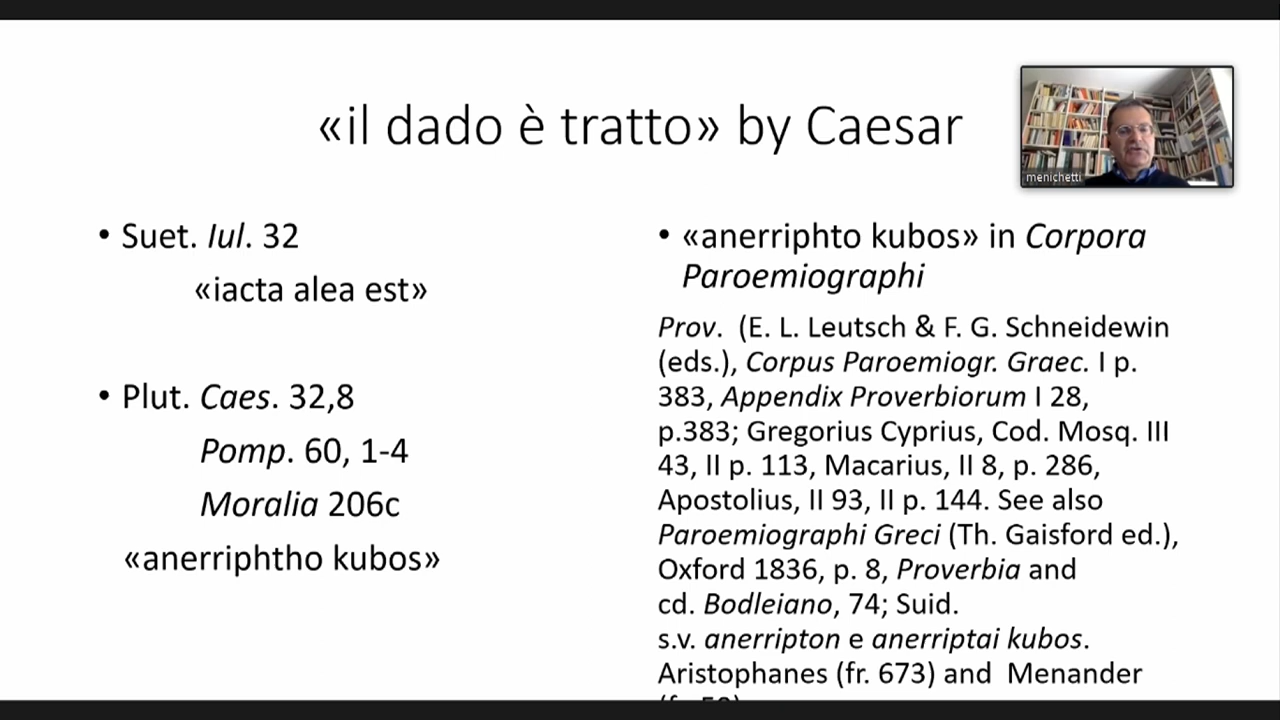 «il dado è tratto» by Caesar
menichetti
• Suet. Iul. 32
«iacta alea est»
• Plut. Caes. 32,8
Pomp. 60, 1-4
Moralia 206c
«anerriphtho kubos»
• «anerriphto kubos» in Corpora
Paroemiographi
Prov. (E. L. Leutsch & F. G. Schneidewin
(eds.), Corpus Paroemiogr. Graec. I p.
383, Appendix Proverbiorum I 28,
p.383; Gregorius Cyprius, Cod. Mosq. III
43, II p. 113, Macarius, II 8, p. 286,
Apostolius, II 93, II p. 144. See also
Paroemiographi Greci (Th. Gaisford ed.),
Oxford 1836, p. 8, Proverbia and
cd. Bodleiano, 74; Suid.
s.v. anerripton e anerriptai kubos.
Aristophanes (fr. 673) and Menander